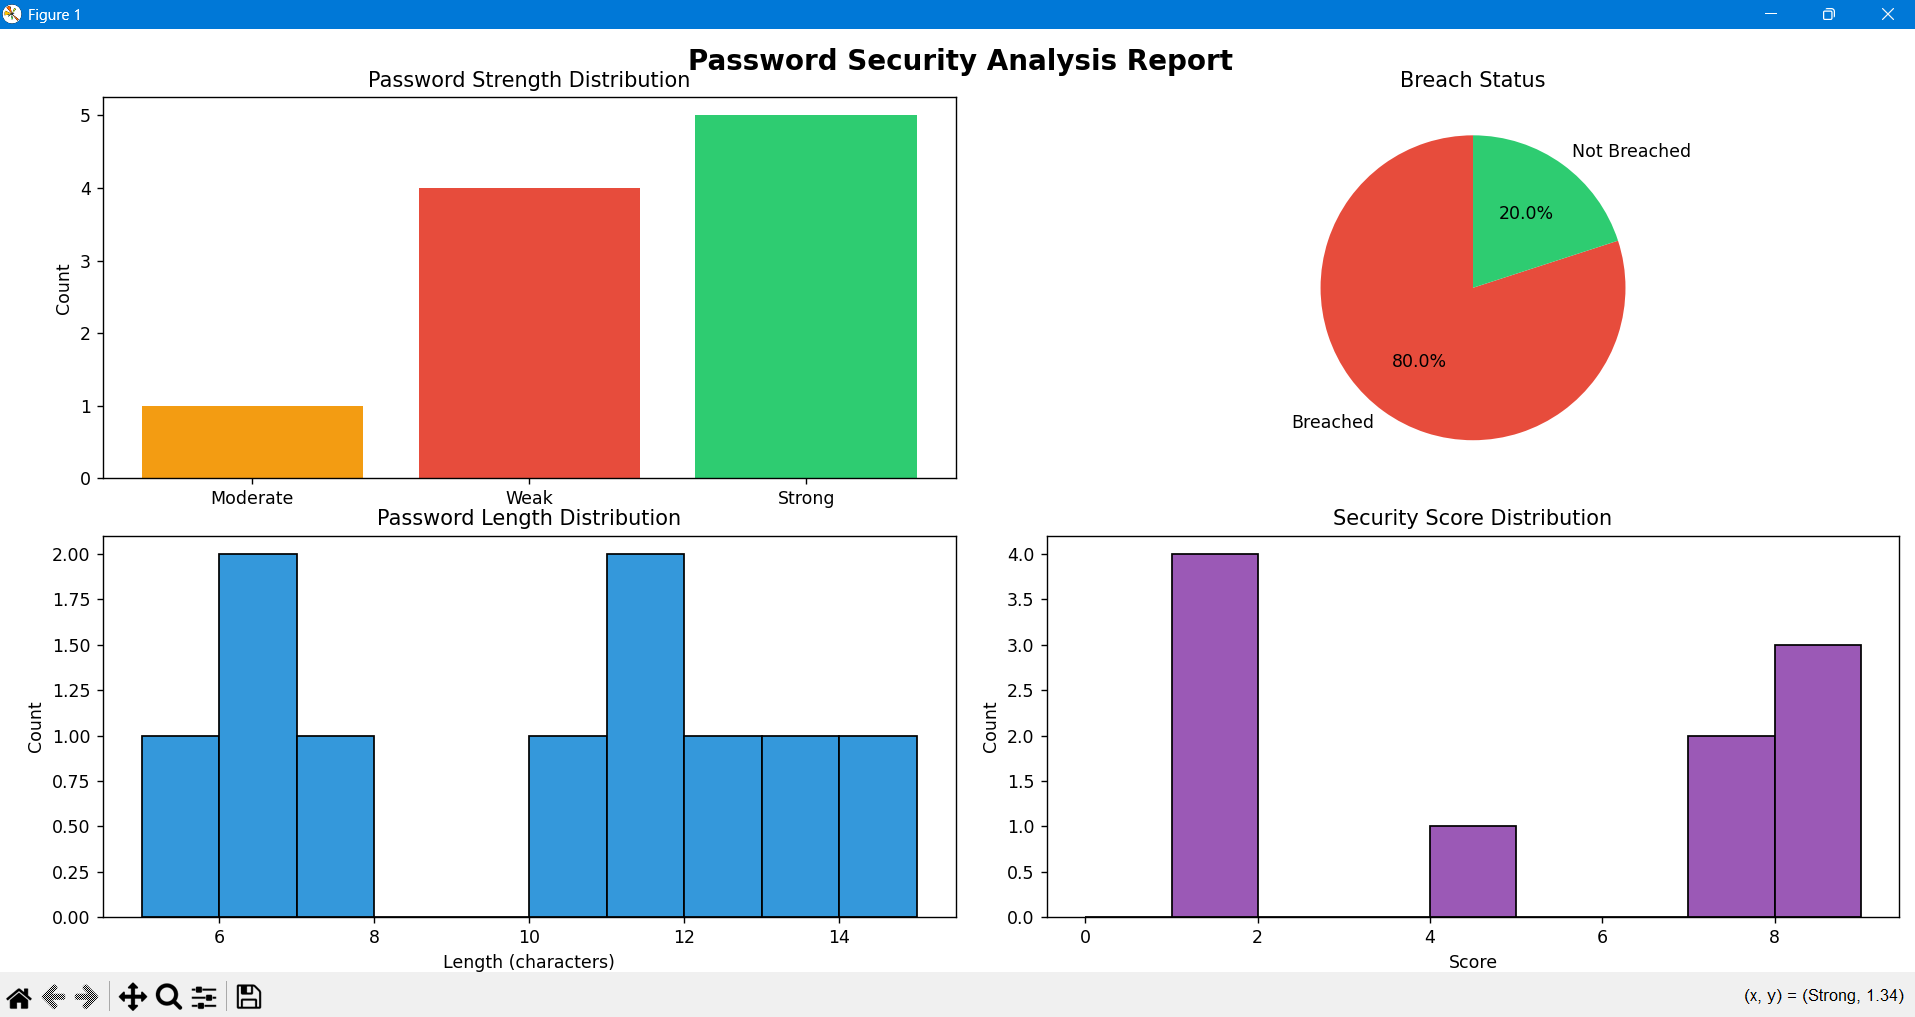 Figure 1
Password Security Analysis Report
Password Strength Distribution
5
4
3
2
1
0
Count
Moderate Weak Strong
Breach Status
Not Breached
20.0%
80.0%
Breached
Password Length Distribution
2.00
1.75
1.50
1.25
1.00
0.75
0.50
0.25
0.00
Count
6 8 10 12 14
Length (characters)
Security Score Distribution
4.0
3.5
3.0
2.5
2.0
1.5
1.0
0.5
0.0
Count
0 2 4 6 8
Score
(x, y) = (Strong, 1.34)